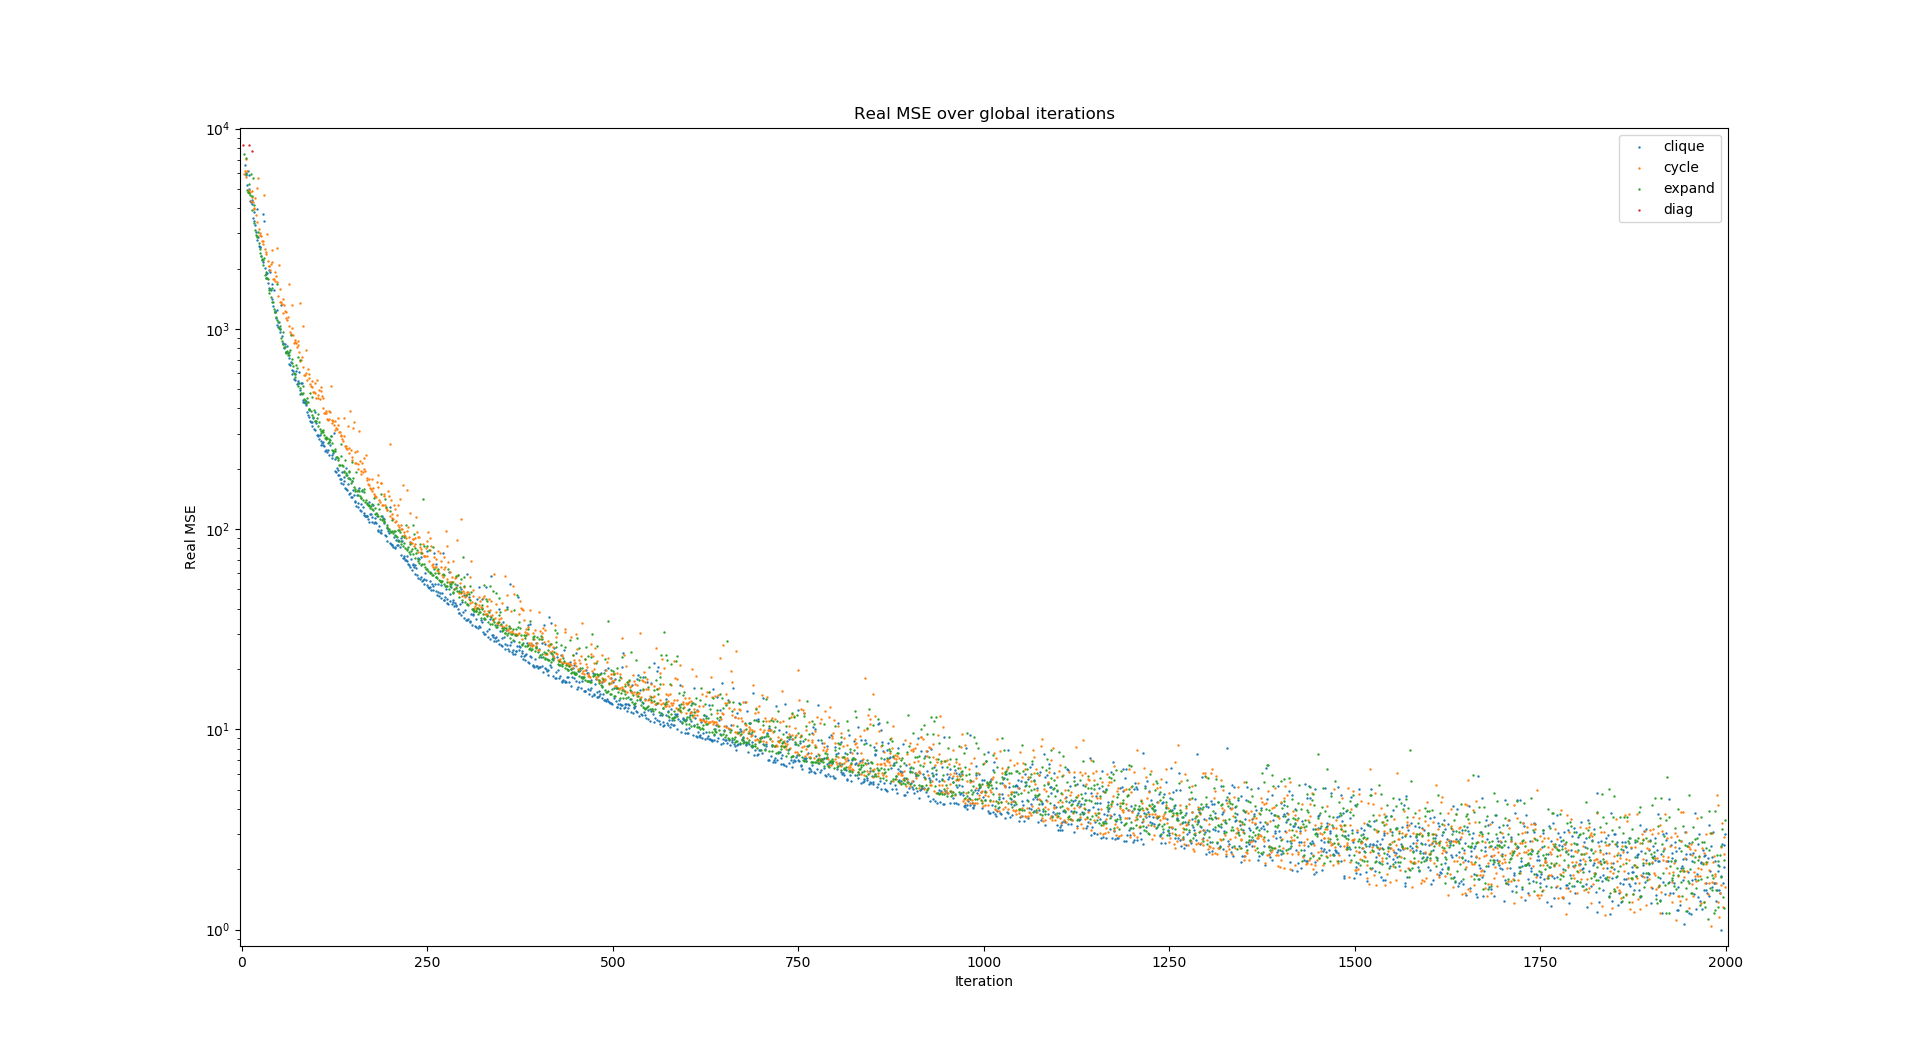 Real MSE over global iterations
clique
cycle
expand
diag
10^4
10^3
10^2
10^1
10^0
Real MSE
0 250 500 750 1000 1250 1500 1750 2000
Iteration